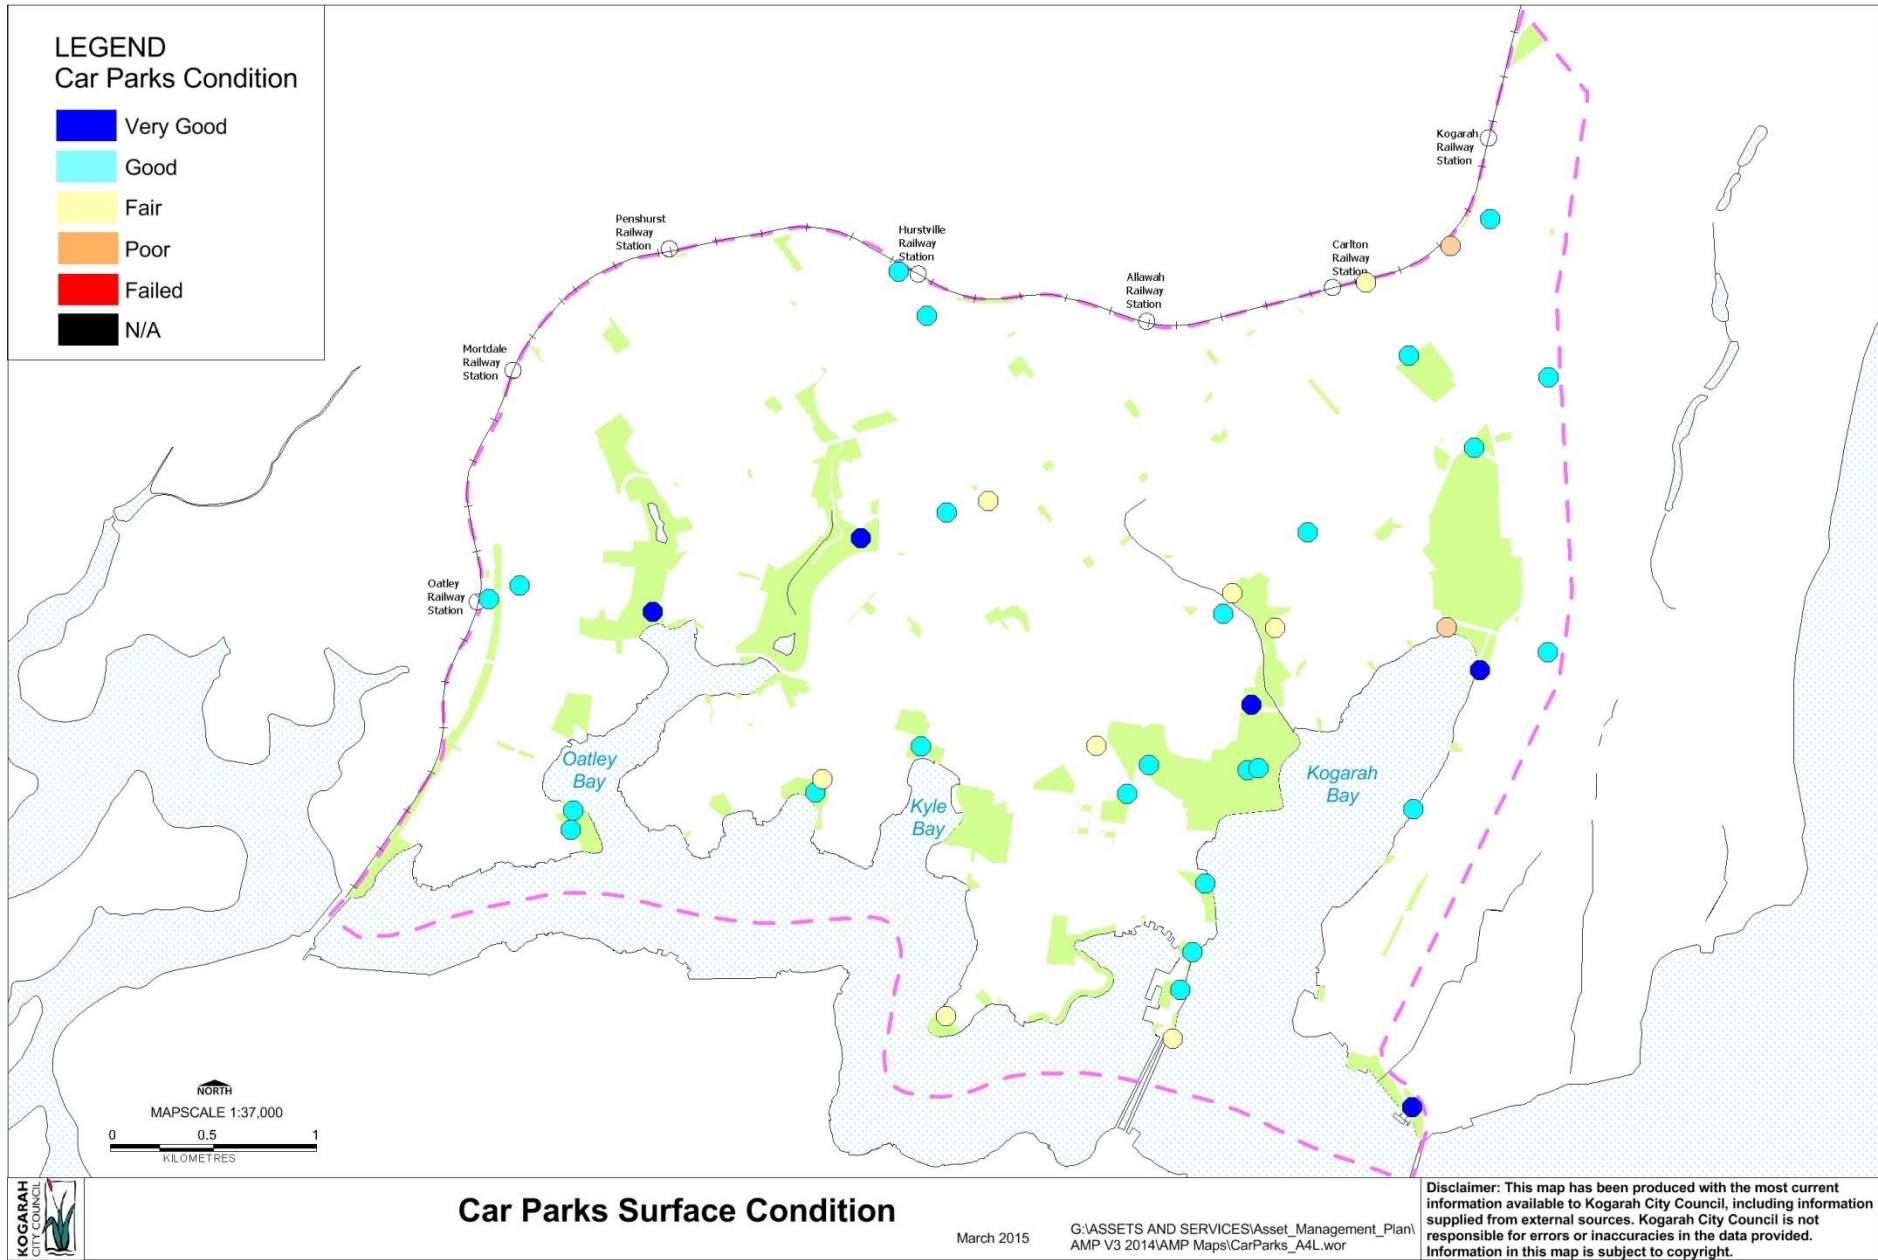 LEGEND
Car Parks Condition
Very Good
Good
Fair
Poor
Failed
N/A
Kogarah
Railway
Station
Penshurst
Railway
Station
Hurstville
Railway
Station
Carlton
Railway
Station
Allawah
Railway
Station
Mortdale
Railway
Station
Oatley
Railway
Station
Oatley
Bay
Kyle
Bay
Kogarah
Bay
NORTH
MAPSCALE 1:37,000
0 0.5 1
KILOMETRES
KOGARAH
CITY COUNCIL
Car Parks Surface Condition
March 2015
G:\ASSETS AND SERVICES\Asset_Management_Plan\
AMP V3 2014\AMP Maps\CarParks_A4L.wor
Disclaimer: This map has been produced with the most current
information available to Kogarah City Council, including information
supplied from external sources. Kogarah City Council is not
responsible for errors or inaccuracies in the data provided.
Information in this map is subject to copyright.